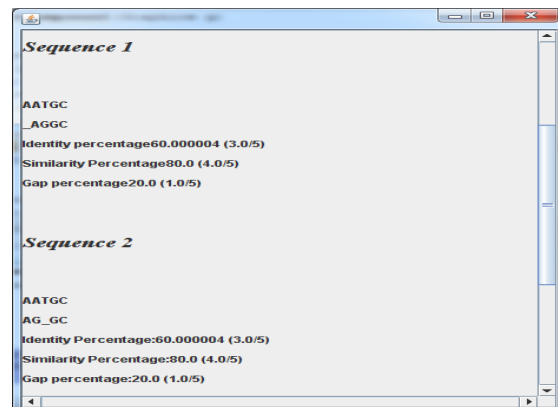 Sequence 1
AATGC
_AGGC
Identity percentage60.000004 (3.0/5)
Similarity Percentage80.0 (4.0/5)
Gap percentage20.0 (1.0/5)
Sequence 2
AATGC
AG_GC
Identity Percentage:60.000004 (3.0/5)
Similarity Percentage:80.0 (4.0/5)
Gap percentage:20.0 (1.0/5)